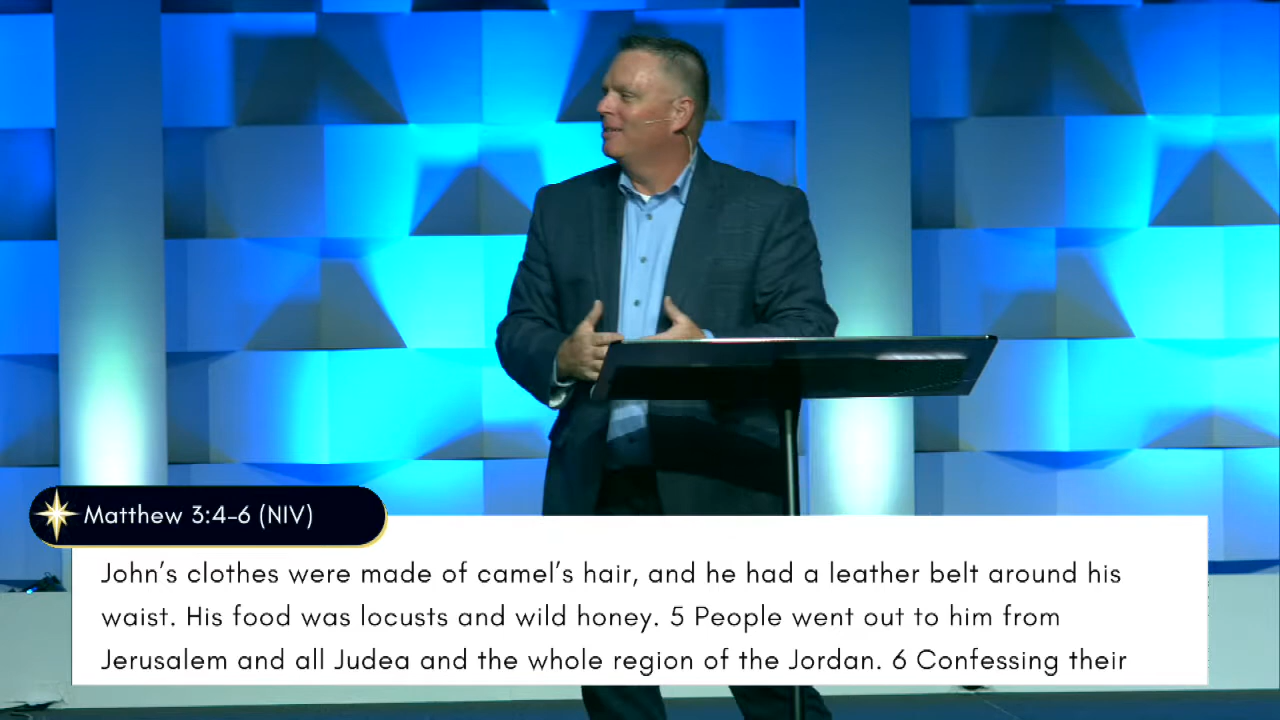 Matthew 3:4-6 (NIV)
John's clothes were made of camel's hair, and he had a leather belt around his
waist. His food was locusts and wild honey. 5 People went out to him from
Jerusalem and all Judea and the whole region of the Jordan. 6 Confessing their